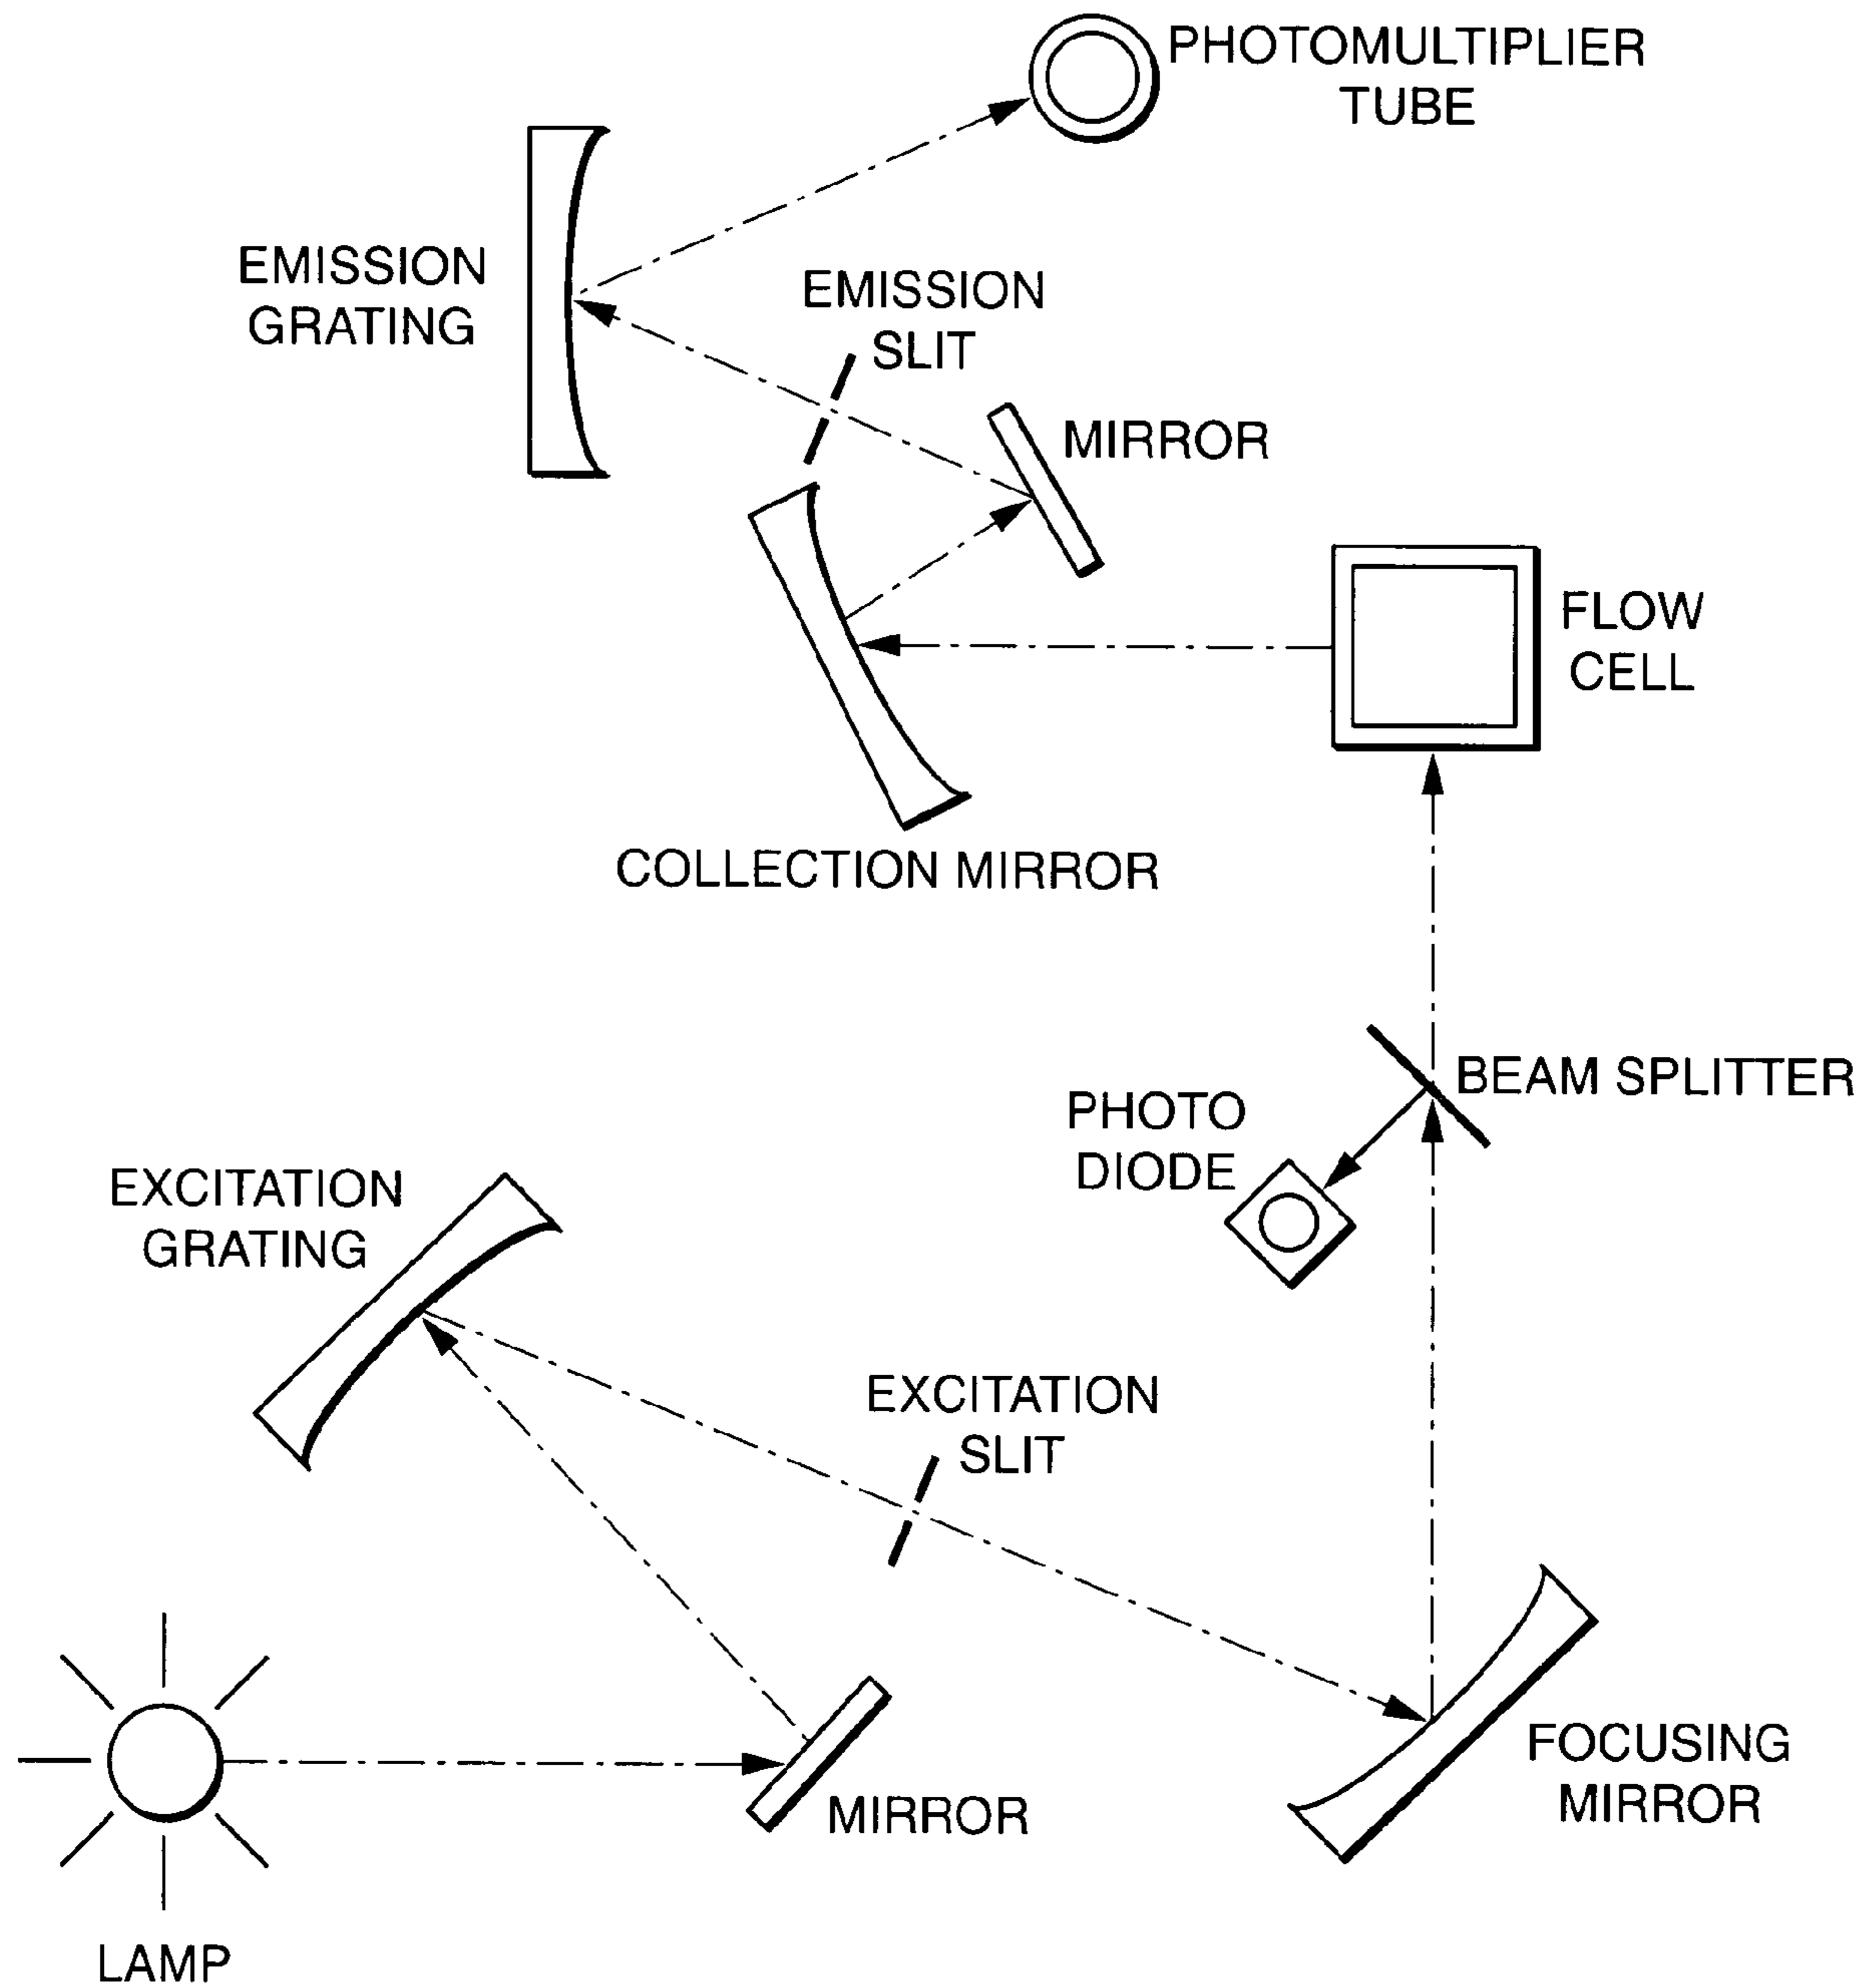 PHOTOMULTIPLIER
TUBE
EMISSION
GRATING
EMISSION
SLIT
MIRROR
FLOW
CELL
COLLECTION MIRROR
BEAM SPLITTER
PHOTO
DIODE
EXCITATION
GRATING
EXCITATION
SLIT
FOCUSING
MIRROR
MIRROR
LAMP